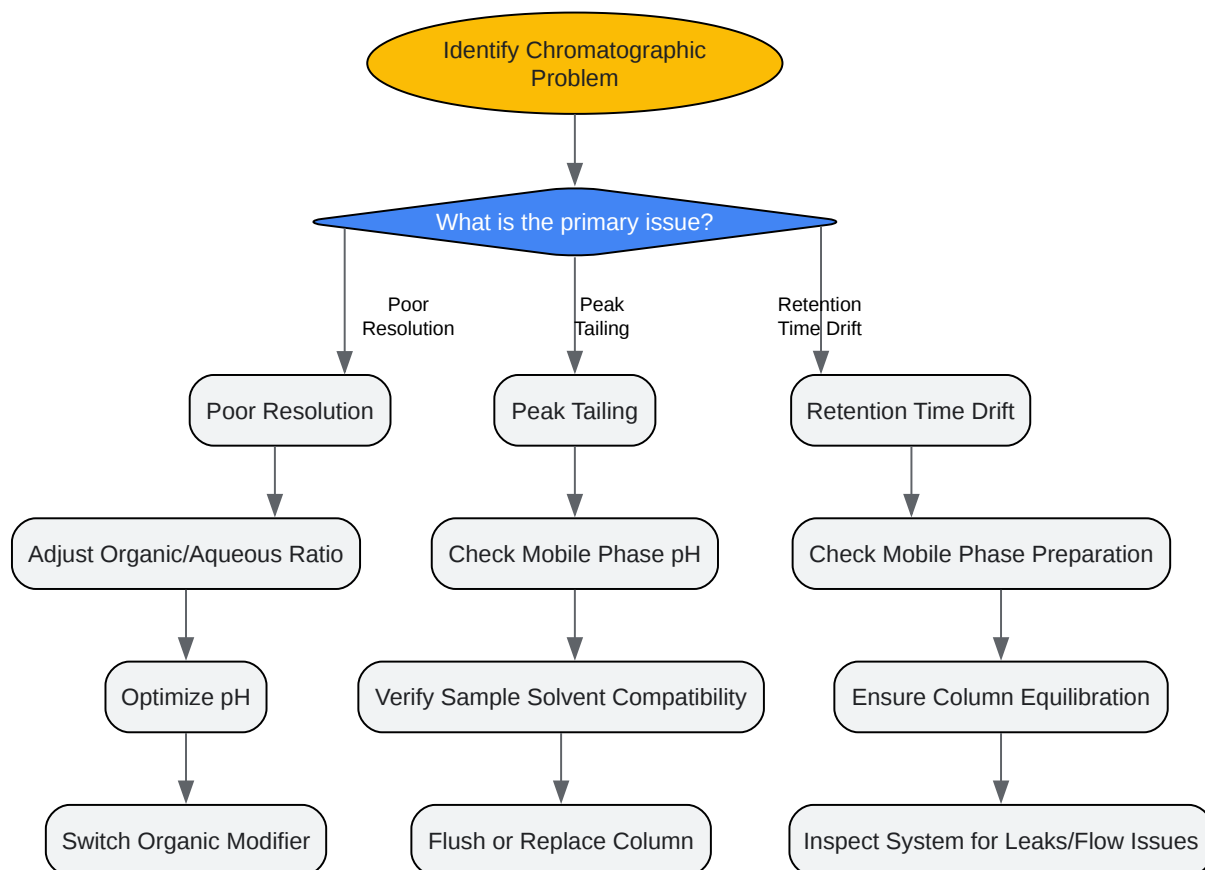 Identify Chromatographic
Problem
What is the primary issue?
Poor
Resolution
Peak
Tailing
Retention
Time Drift
Poor Resolution
Peak Tailing
Retention Time Drift
Adjust Organic/Aqueous Ratio
Check Mobile Phase pH
Check Mobile Phase Preparation
Optimize pH
Verify Sample Solvent Compatibility
Ensure Column Equilibration
Switch Organic Modifier
Flush or Replace Column
Inspect System for Leaks/Flow Issues